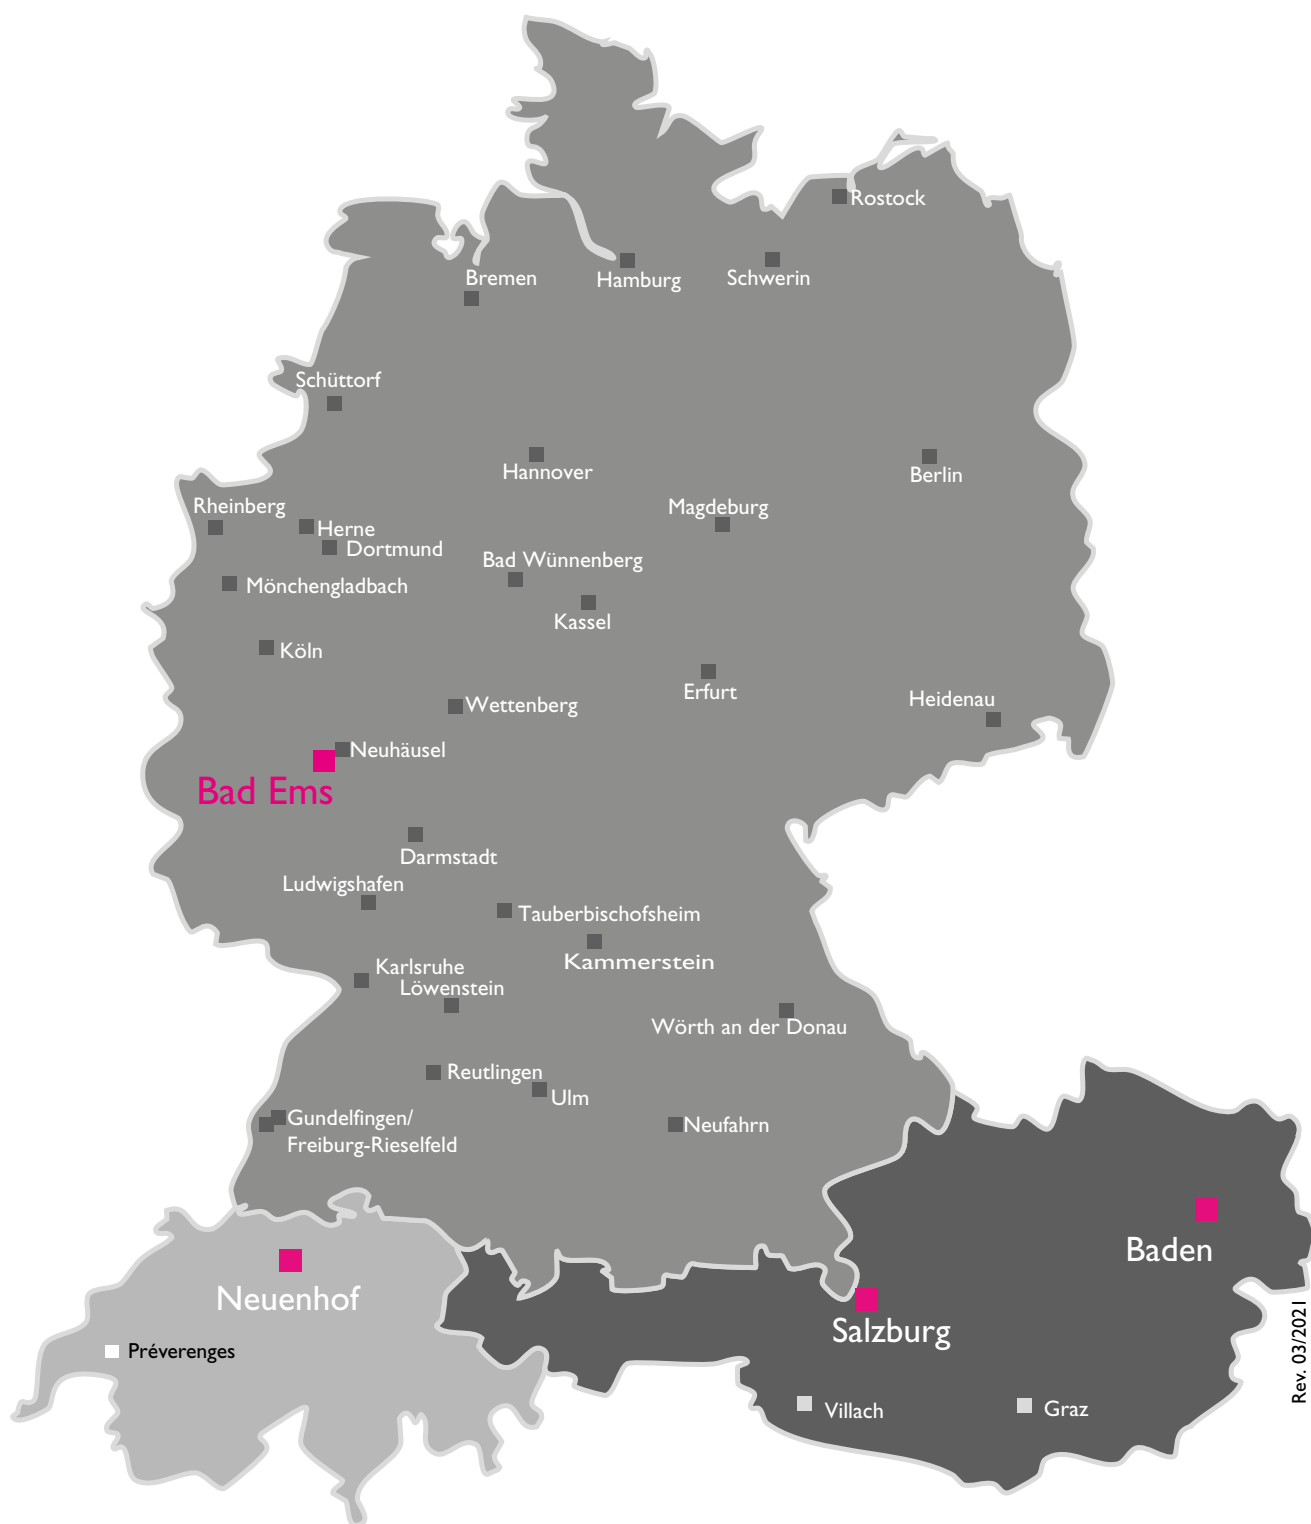 Rostock
Bremen
Hamburg
Schwerin
Schüttorf
Hannover
Berlin
Rheinberg
Magdeburg
Herne
Dortmund
Bad Wünnenberg
Mönchengladbach
Kassel
Köln
Erfurt
Heidenau
Wettenberg
Neuhäusel
Bad Ems
Darmstadt
Ludwigshafen
Tauberbischofsheim
Kammerstein
Karlsruhe
Löwenstein
Wörth an der Donau
Reutlingen
Ulm
Gundelfingen/
Freiburg-Rieselfeld
Neufahrn
Baden
Neuenhof
Salzburg
Préverenges
Villach
Graz
Rev. 03/2021